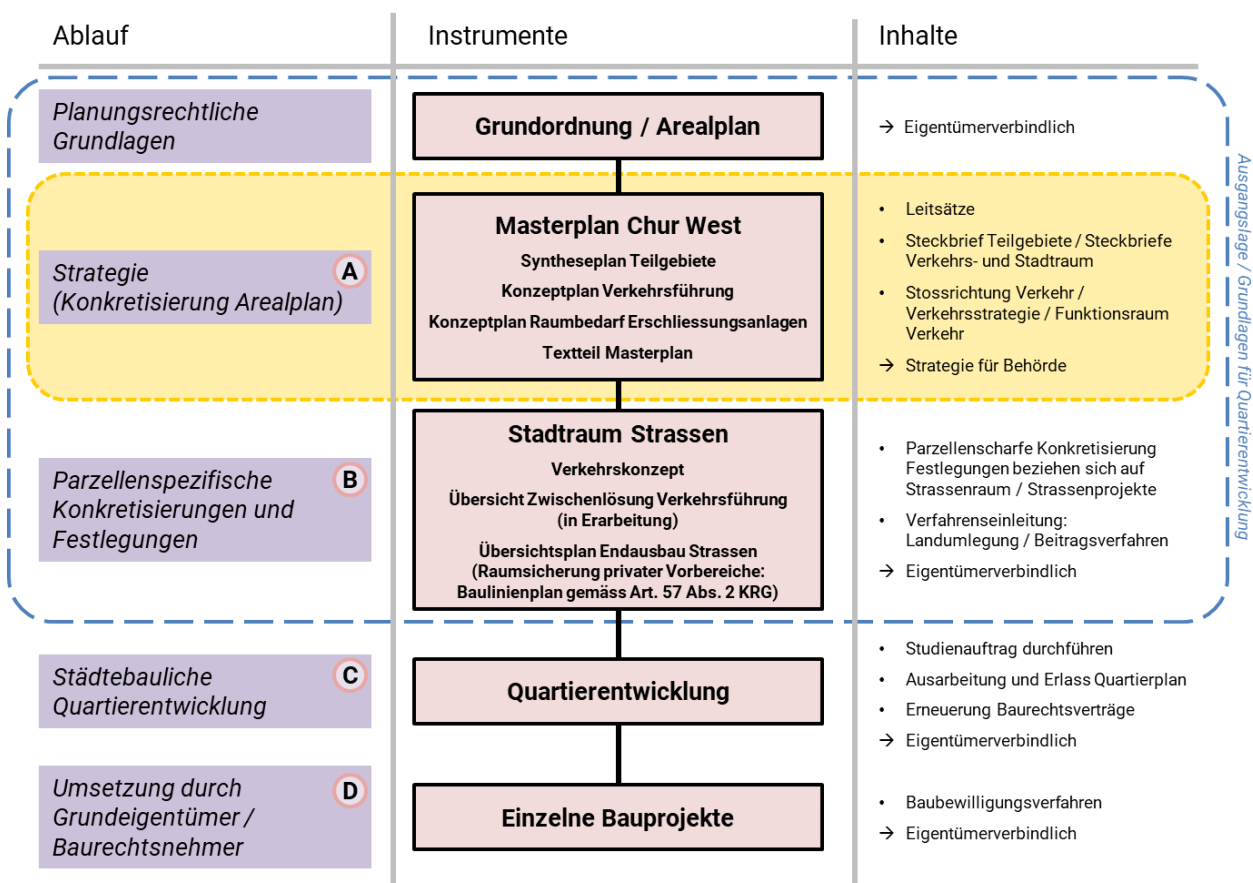 Ablauf
Instrumente
Inhalte
Planungsrechtliche
Grundlagen
Grundordnung / Arealplan
→ Eigentümerverbindlich
Strategie
(Konkretisierung Arealplan)
A
Masterplan Chur West
Syntheseplan Teilgebiete
Konzeptplan Verkehrsführung
Konzeptplan Raumbedarf Erschliessungsanlagen
Textteil Masterplan
• Leitsätze
• Steckbrief Teilgebiete / Steckbriefe
Verkehrs- und Stadtraum
• Stossrichtung Verkehr /
Verkehrsstrategie / Funktionsraum
Verkehr
→ Strategie für Behörde
Parzellenspezifische
Konkretisierungen und
Festlegungen
B
Stadtraum Strassen
Verkehrskonzept
Übersicht Zwischenlösung Verkehrsführung
(in Erarbeitung)
Übersichtsplan Endausbau Strassen
(Raumsicherung privater Vorbereiche:
Baulinienplan gemäss Art. 57 Abs. 2 KRG)
• Parzellenscharfe Konkretisierung
Festlegungen beziehen sich auf
Strassenraum / Strassenprojekte
• Verfahrenseinleitung:
Landumlegung / Beitragsverfahren
→ Eigentümerverbindlich
Ausgangslage / Grundlagen für Quartierentwicklung
Städtebauliche
Quartierentwicklung
C
Quartierentwicklung
• Studienauftrag durchführen
• Ausarbeitung und Erlass Quartierplan
• Erneuerung Baurechtsverträge
→ Eigentümerverbindlich
Umsetzung durch
Grundeigentümer /
Baurechtsnehmer
D
Einzelne Bauprojekte
• Baubewilligungsverfahren
→ Eigentümerverbindlich